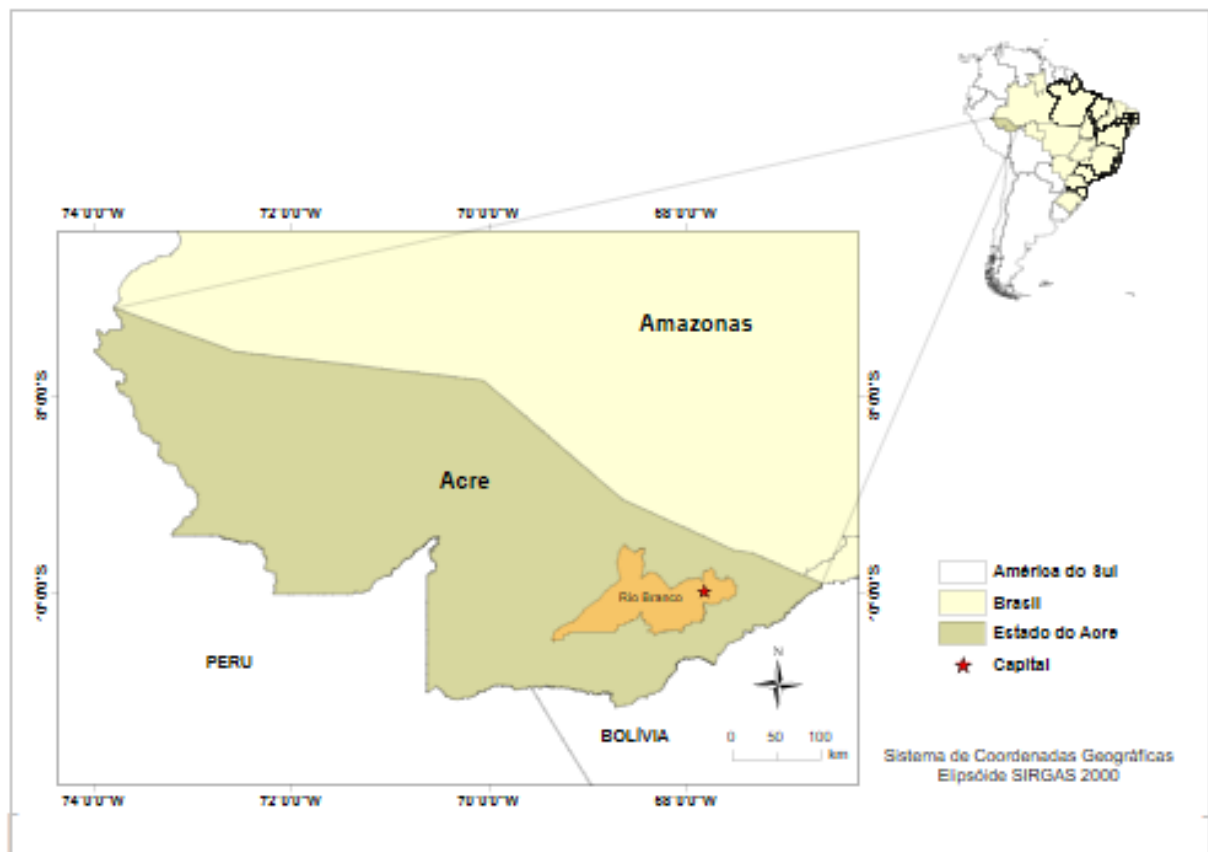 74°0'0"W 72°0'0"W 70°0'0"W 68°0'0"W
Amazonas
8°0'0"S 8°0'0"S
Acre
América do Sul
Rio Branco
10°0'0"S 10°0'0"S
Brasil
Estado do Acre
PERU
N
Capital
BOLÍVIA
0 50 100
km
Sistema de Coordenadas Geográficas
Elipsóide SIRGAS 2000
74°0'0"W 72°0'0"W 70°0'0"W 68°0'0"W